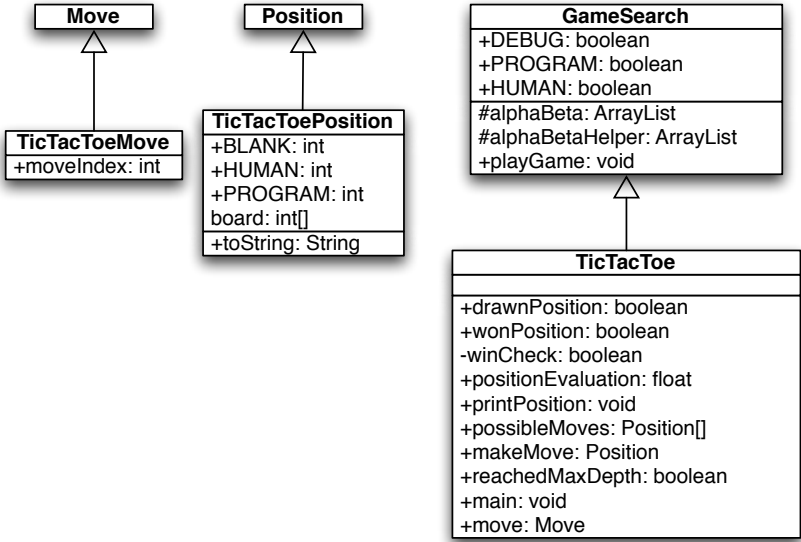 Move
TicTacToeMove
+moveIndex: int
Position
TicTacToePosition
+BLANK: int
+HUMAN: int
+PROGRAM: int
board: int[]
+toString: String
GameSearch
+DEBUG: boolean
+PROGRAM: boolean
+HUMAN: boolean
#alphaBeta: ArrayList
#alphaBetaHelper: ArrayList
+playGame: void
TicTacToe
+drawnPosition: boolean
+wonPosition: boolean
-winCheck: boolean
+positionEvaluation: float
+printPosition: void
+possibleMoves: Position[]
+makeMove: Position
+reachedMaxDepth: boolean
+main: void
+move: Move